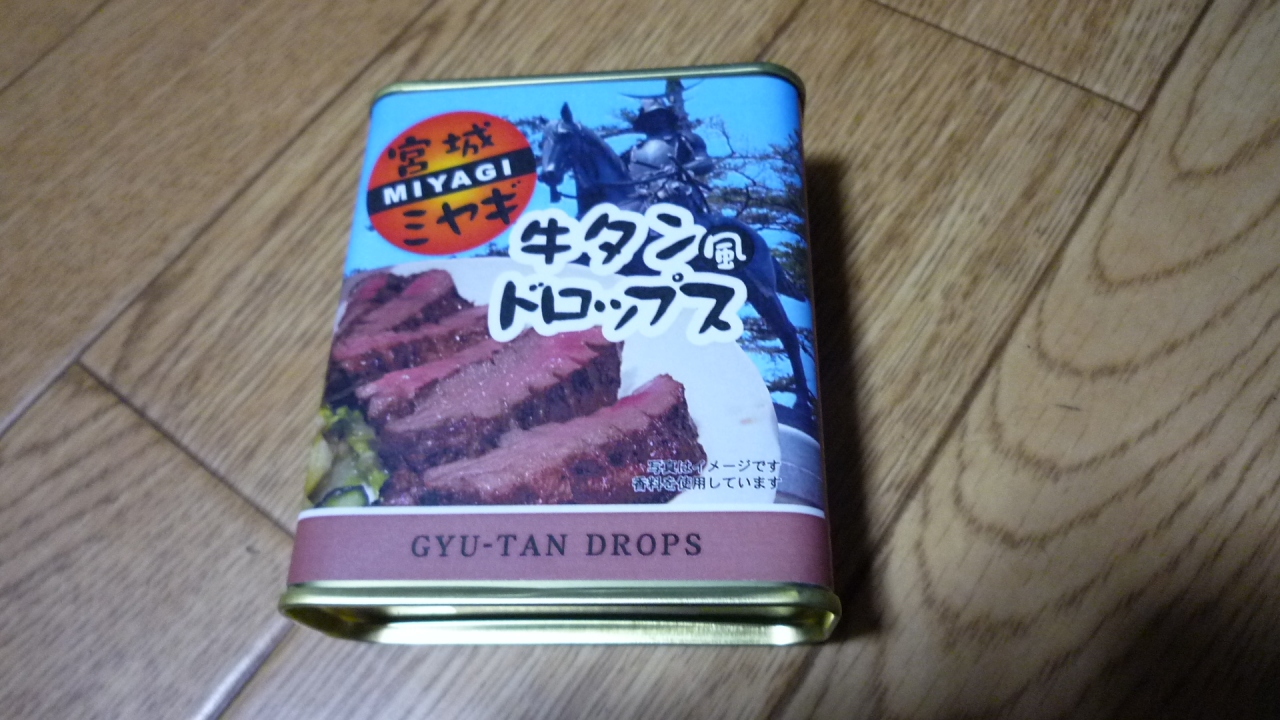 宮城
MIYAGI
ミヤギ
牛タン風
ドロップス
写真はイメージです
香料を使用しています
GYU-TAN DROPS